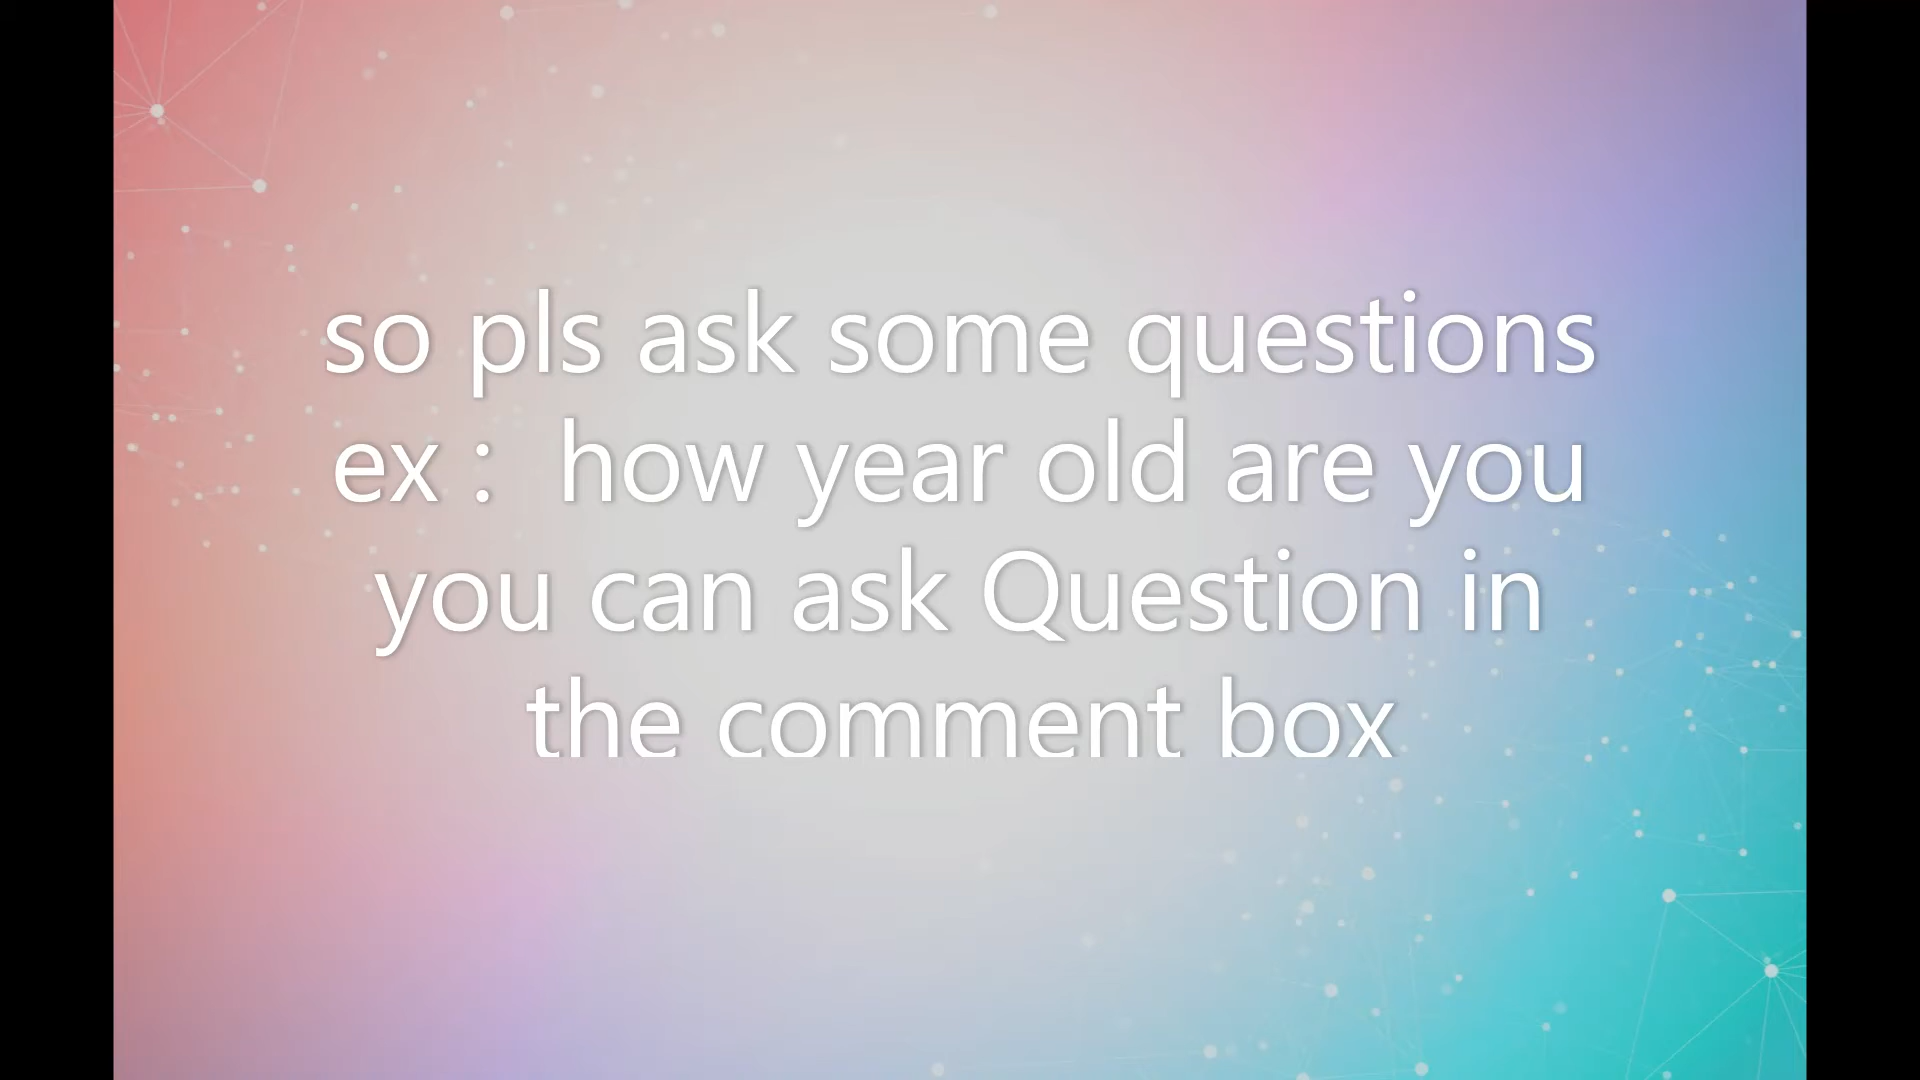 so pls ask some questions
ex :  how year old are you
you can ask Question in
the comment box